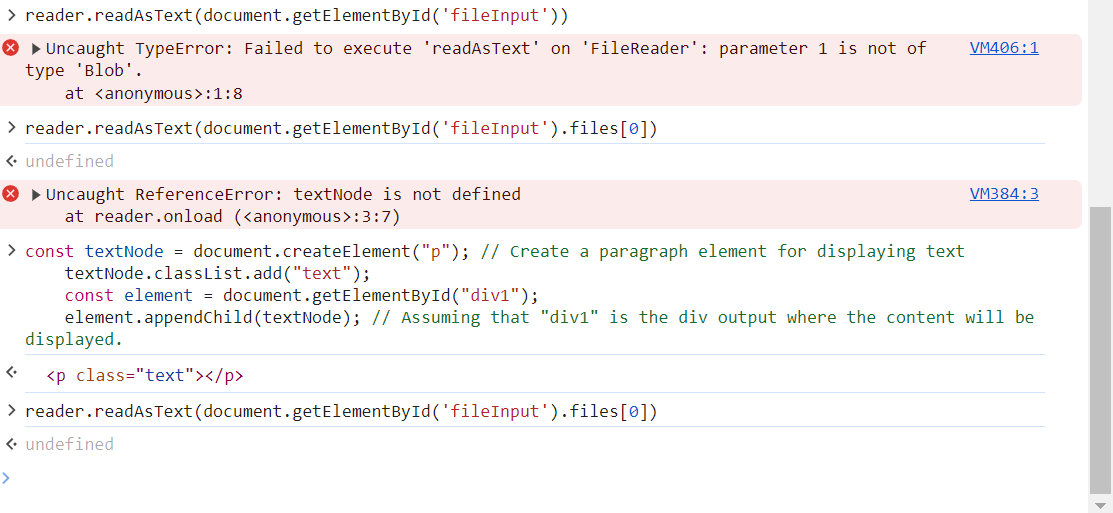 reader.readAsText(document.getElementById('fileInput'))
Uncaught TypeError: Failed to execute 'readAsText' on 'FileReader': parameter 1 is not of VM406:1
type 'Blob'.
at <anonymous>:1:8
reader.readAsText(document.getElementById('fileInput').files[0])
undefined
Uncaught ReferenceError: textNode is not defined VM384:3
at reader.onload (<anonymous>:3:7)
const textNode = document.createElement("p"); // Create a paragraph element for displaying text
textNode.classList.add("text");
const element = document.getElementById("div1");
element.appendChild(textNode); // Assuming that "div1" is the div output where the content will be
displayed.
<p class="text"></p>
reader.readAsText(document.getElementById('fileInput').files[0])
undefined